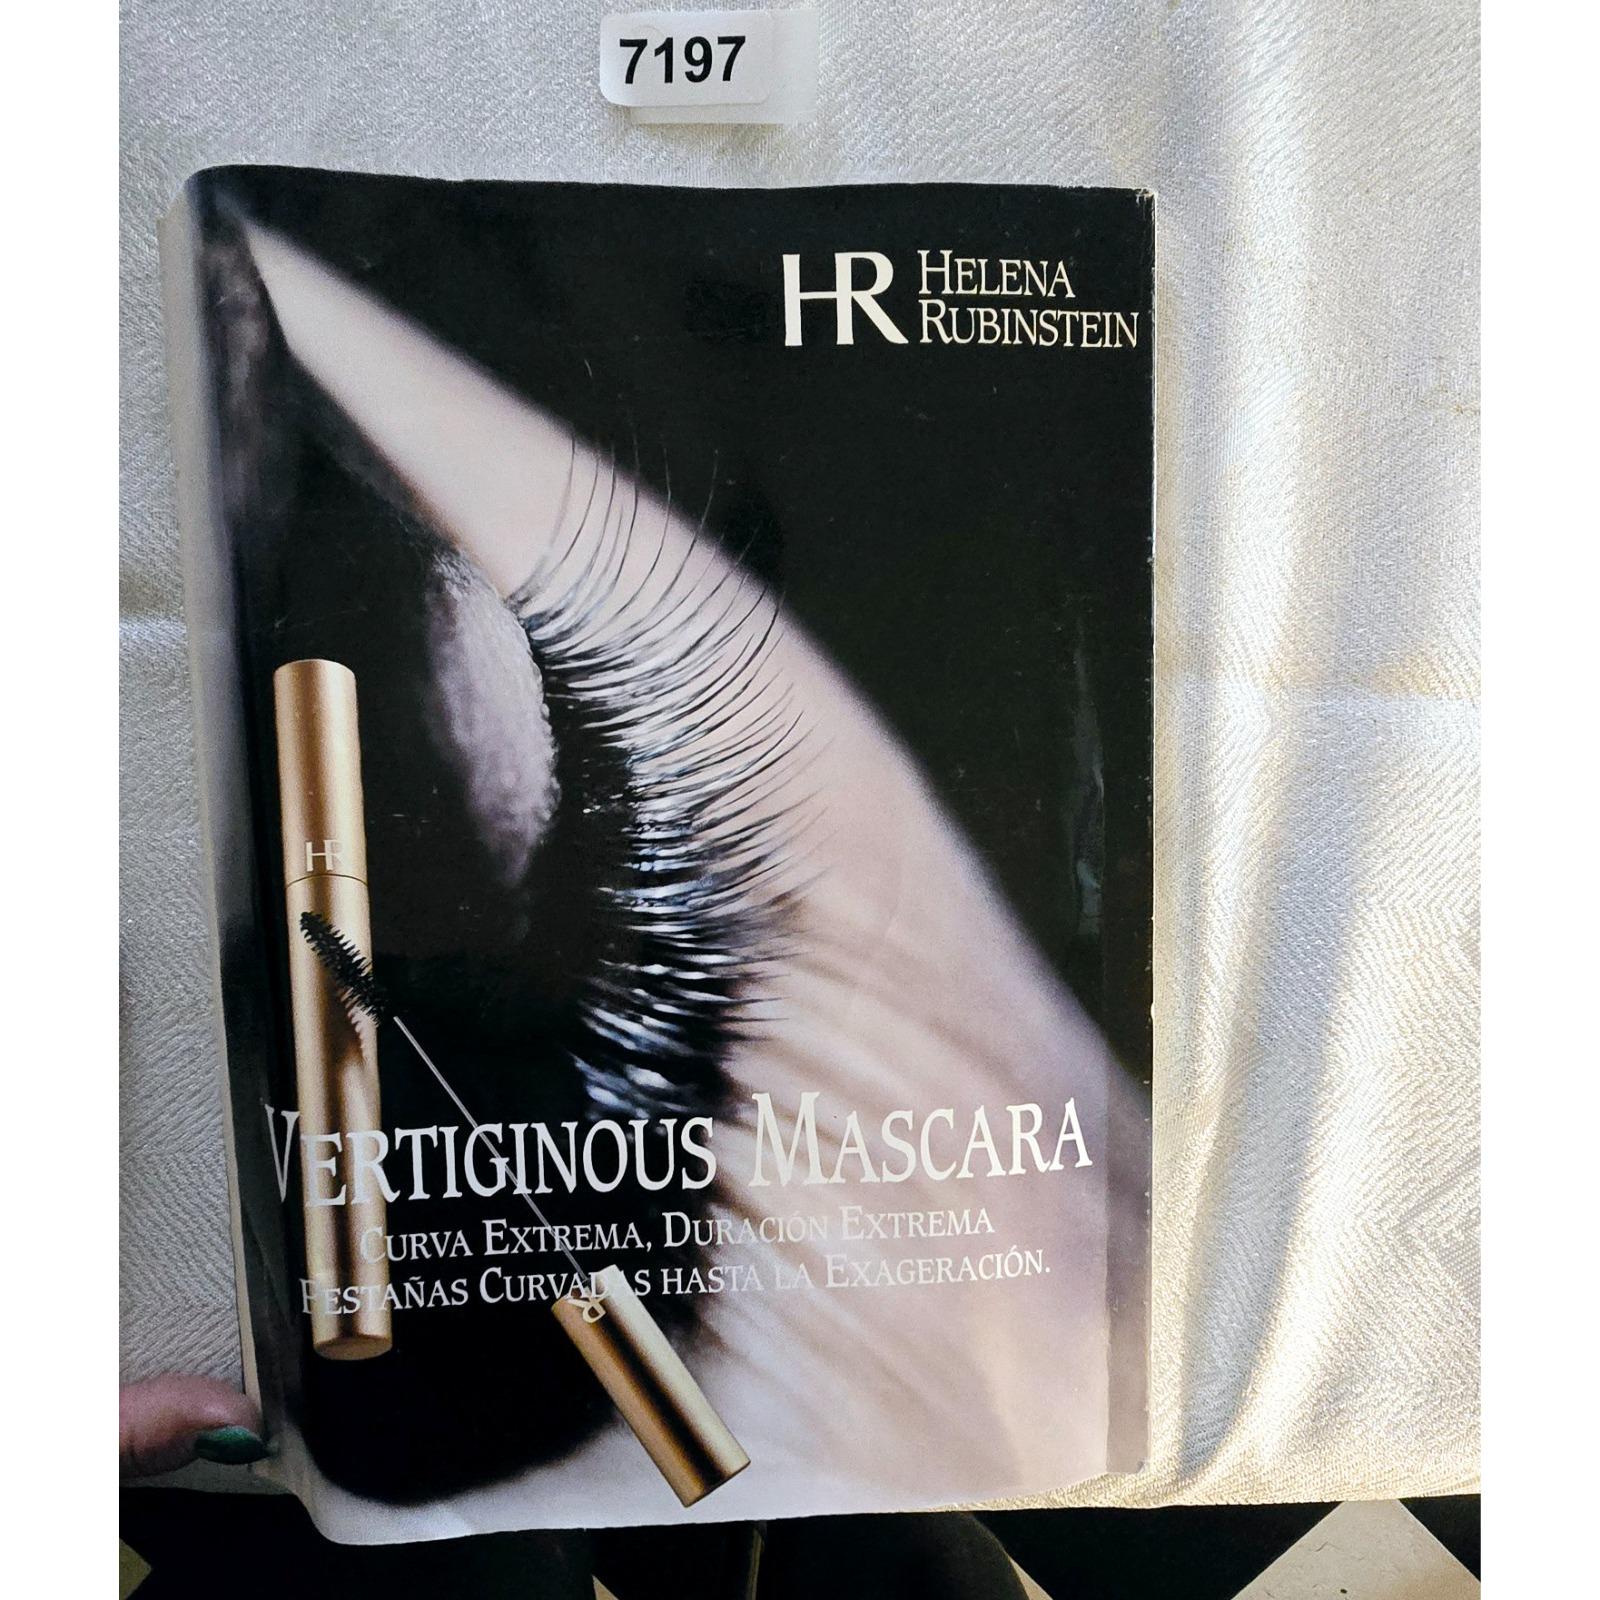 7197
HR HELENA
RUBINSTEIN
HR
VERTIGINOUS MASCARA
CURVA EXTREMA, DURACIÓN EXTREMA
PESTAÑAS CURVADAS HASTA LA EXAGERACIÓN.